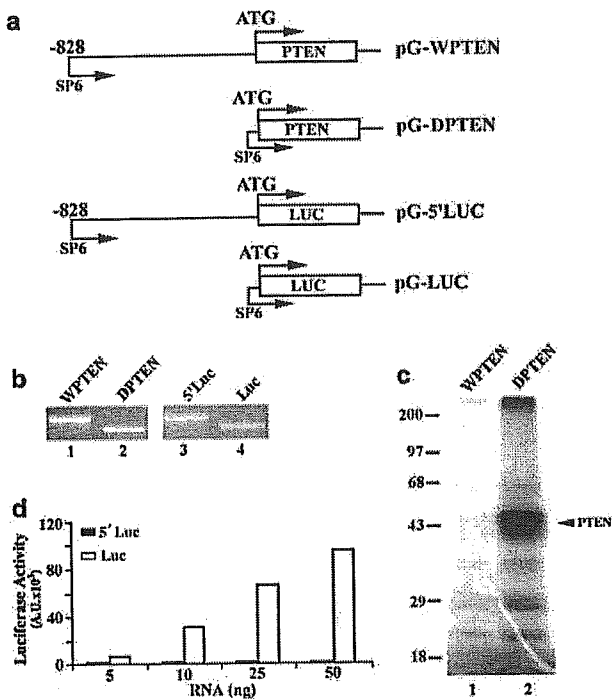 a
ATG
-828
PTEN
pG-WPTEN
SP6
ATG
PTEN
pG-DPTEN
SP6
ATG
-828
LUC
pG-5'LUC
SP6
ATG
LUC
pG-LUC
SP6
b
WPTEN DPTEN 5'Luc Luc
1 2 3 4
c
WPTEN DPTEN
200
97
68
43
PTEN
29
18
1 2
d
120
80
40
0
Luciferase Activity
(A.U.x10³)
5' Luc
Luc
5 10 25 50
RNA (ng)